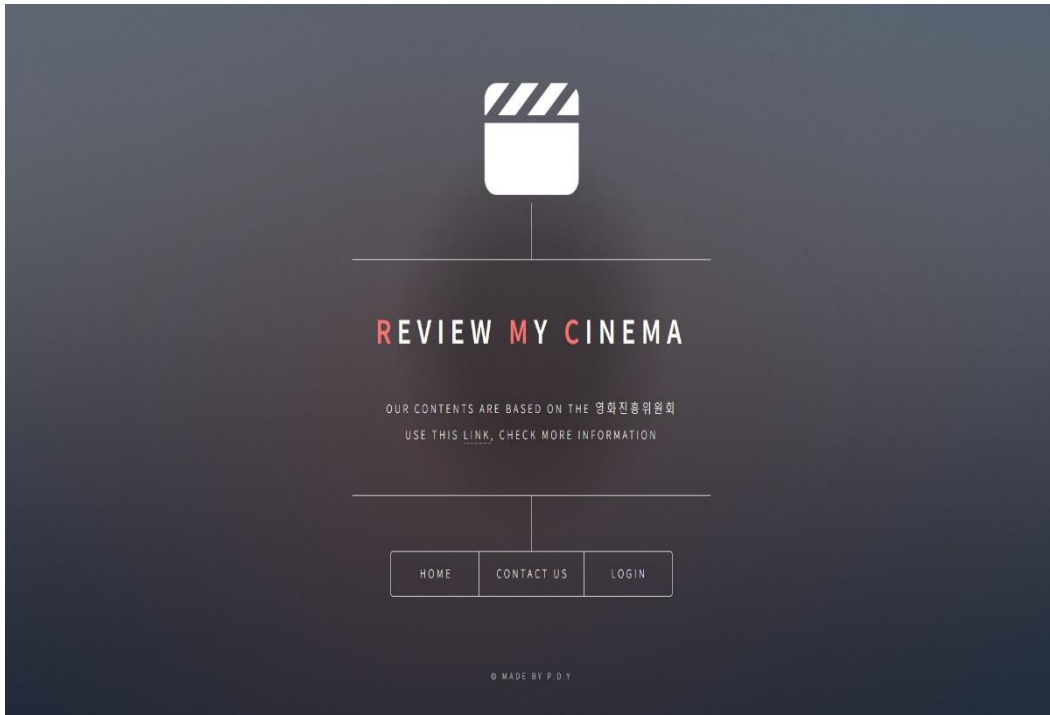 REVIEW MY CINEMA
OUR CONTENTS ARE BASED ON THE 영화진흥위원회
USE THIS LINK, CHECK MORE INFORMATION
HOME
CONTACT US
LOGIN
© MADE BY P.D.Y